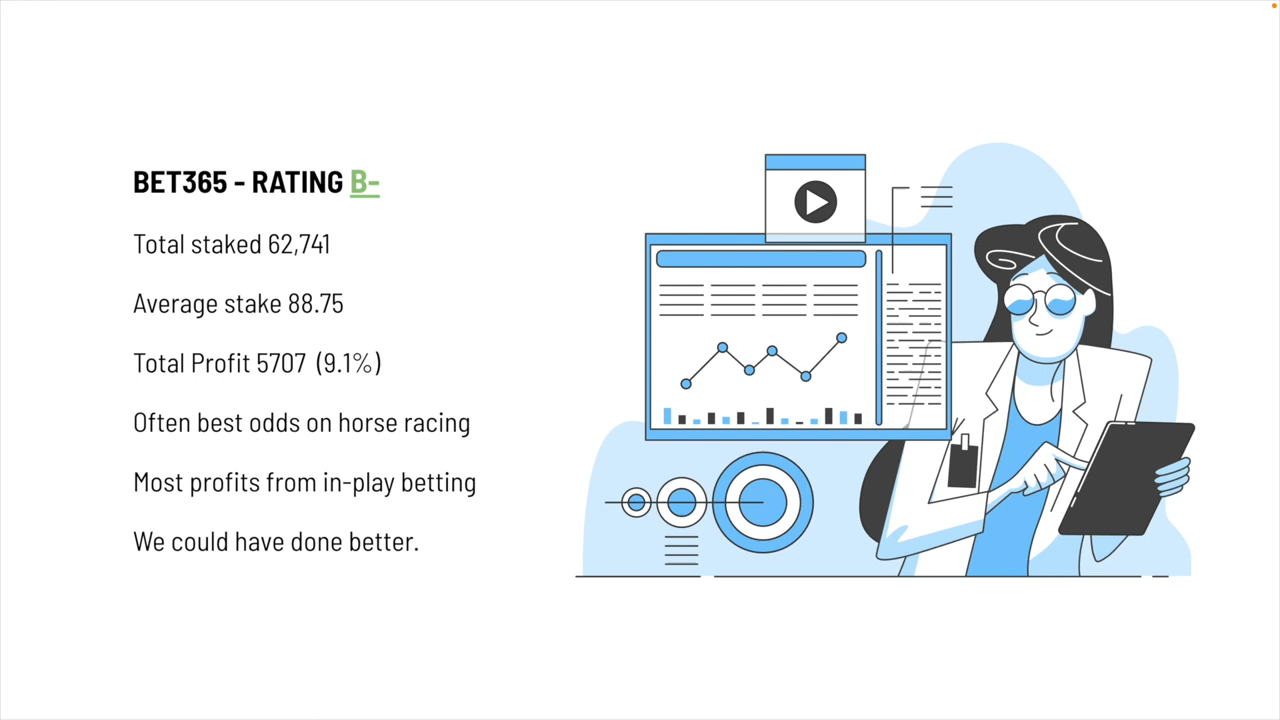 BET365 - RATING B-
Total staked 62,741
Average stake 88.75
Total Profit 5707 (9.1%)
Often best odds on horse racing
Most profits from in-play betting
We could have done better.